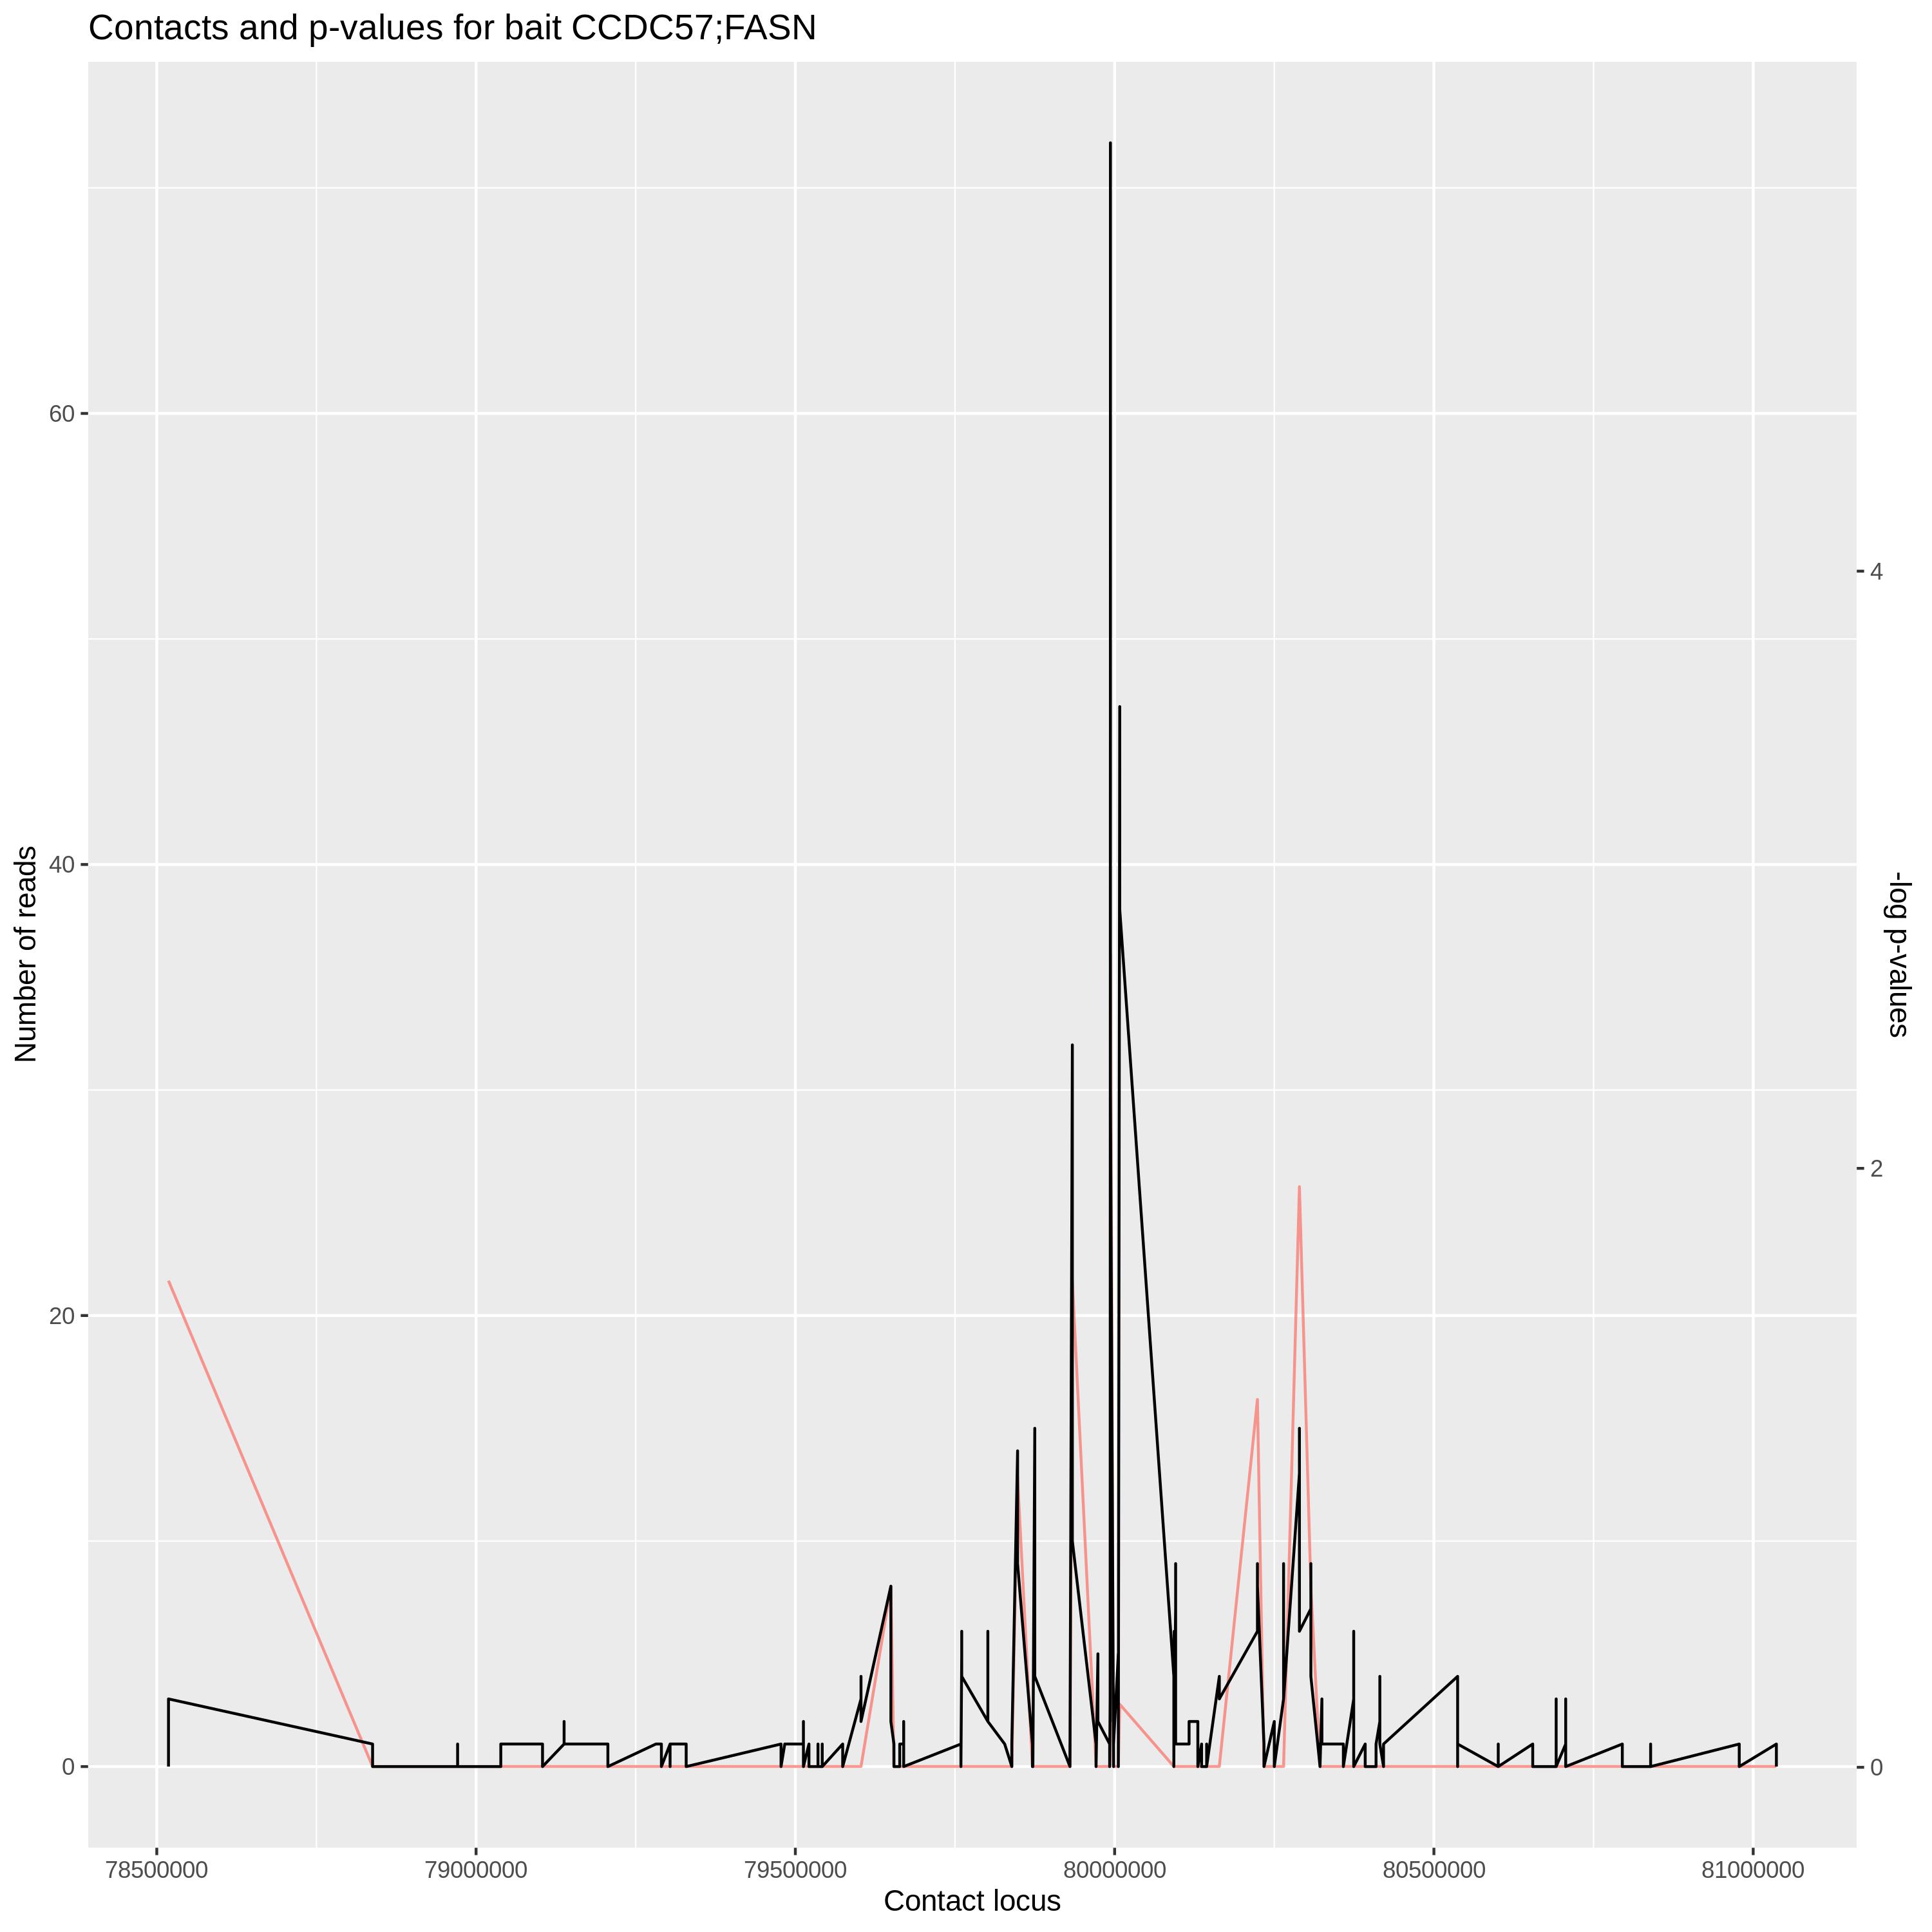 Contacts and p-values for bait CCDC57;FASN
Number of reads
60
40
20
0
4
2
0
-log p-values
78500000 79000000 79500000 80000000 80500000 81000000
Contact locus